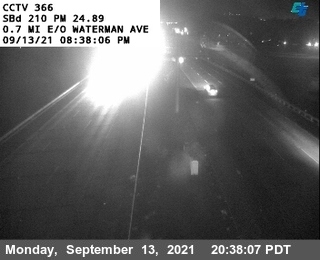 CCTV 366
SBd 210 PM 24.89
0.7 MI E/O WATERMAN AVE
09/13/21 08:38:06 PM
Monday, September 13, 2021 20:38:07 PDT